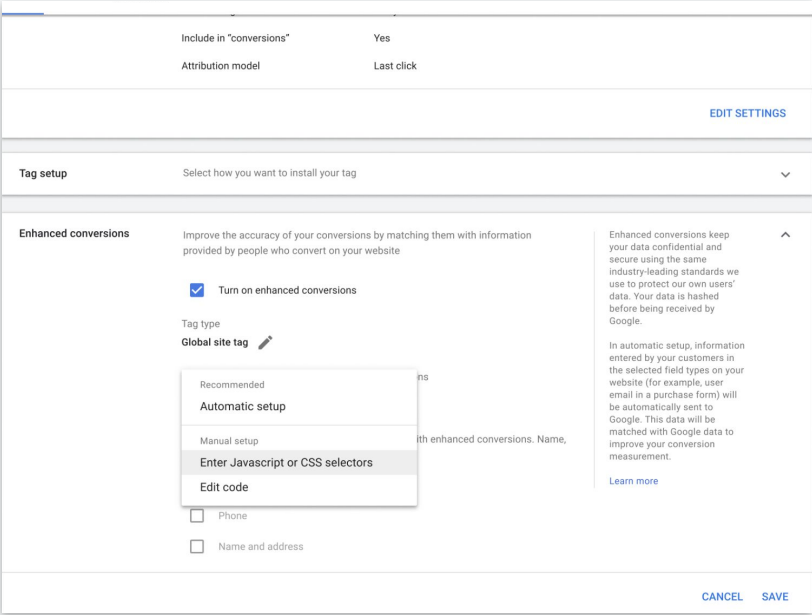 Include in "conversions" Yes
Attribution model Last click
EDIT SETTINGS
Tag setup Select how you want to install your tag
Enhanced conversions
Improve the accuracy of your conversions by matching them with information
provided by people who convert on your website
Turn on enhanced conversions
Tag type
Global site tag
ns
Recommended
Automatic setup
Manual setup
ith enhanced conversions. Name,
Enter Javascript or CSS selectors
Edit code
Phone
Name and address
Enhanced conversions keep
your data confidential and
secure using the same
industry-leading standards we
use to protect our own users'
data. Your data is hashed
before being received by
Google.
In automatic setup, information
entered by your customers in
the selected field types on your
website (for example, user
email in a purchase form) will
be automatically sent to
Google. This data will be
matched with Google data to
improve your conversion
measurement.
Learn more
CANCEL SAVE